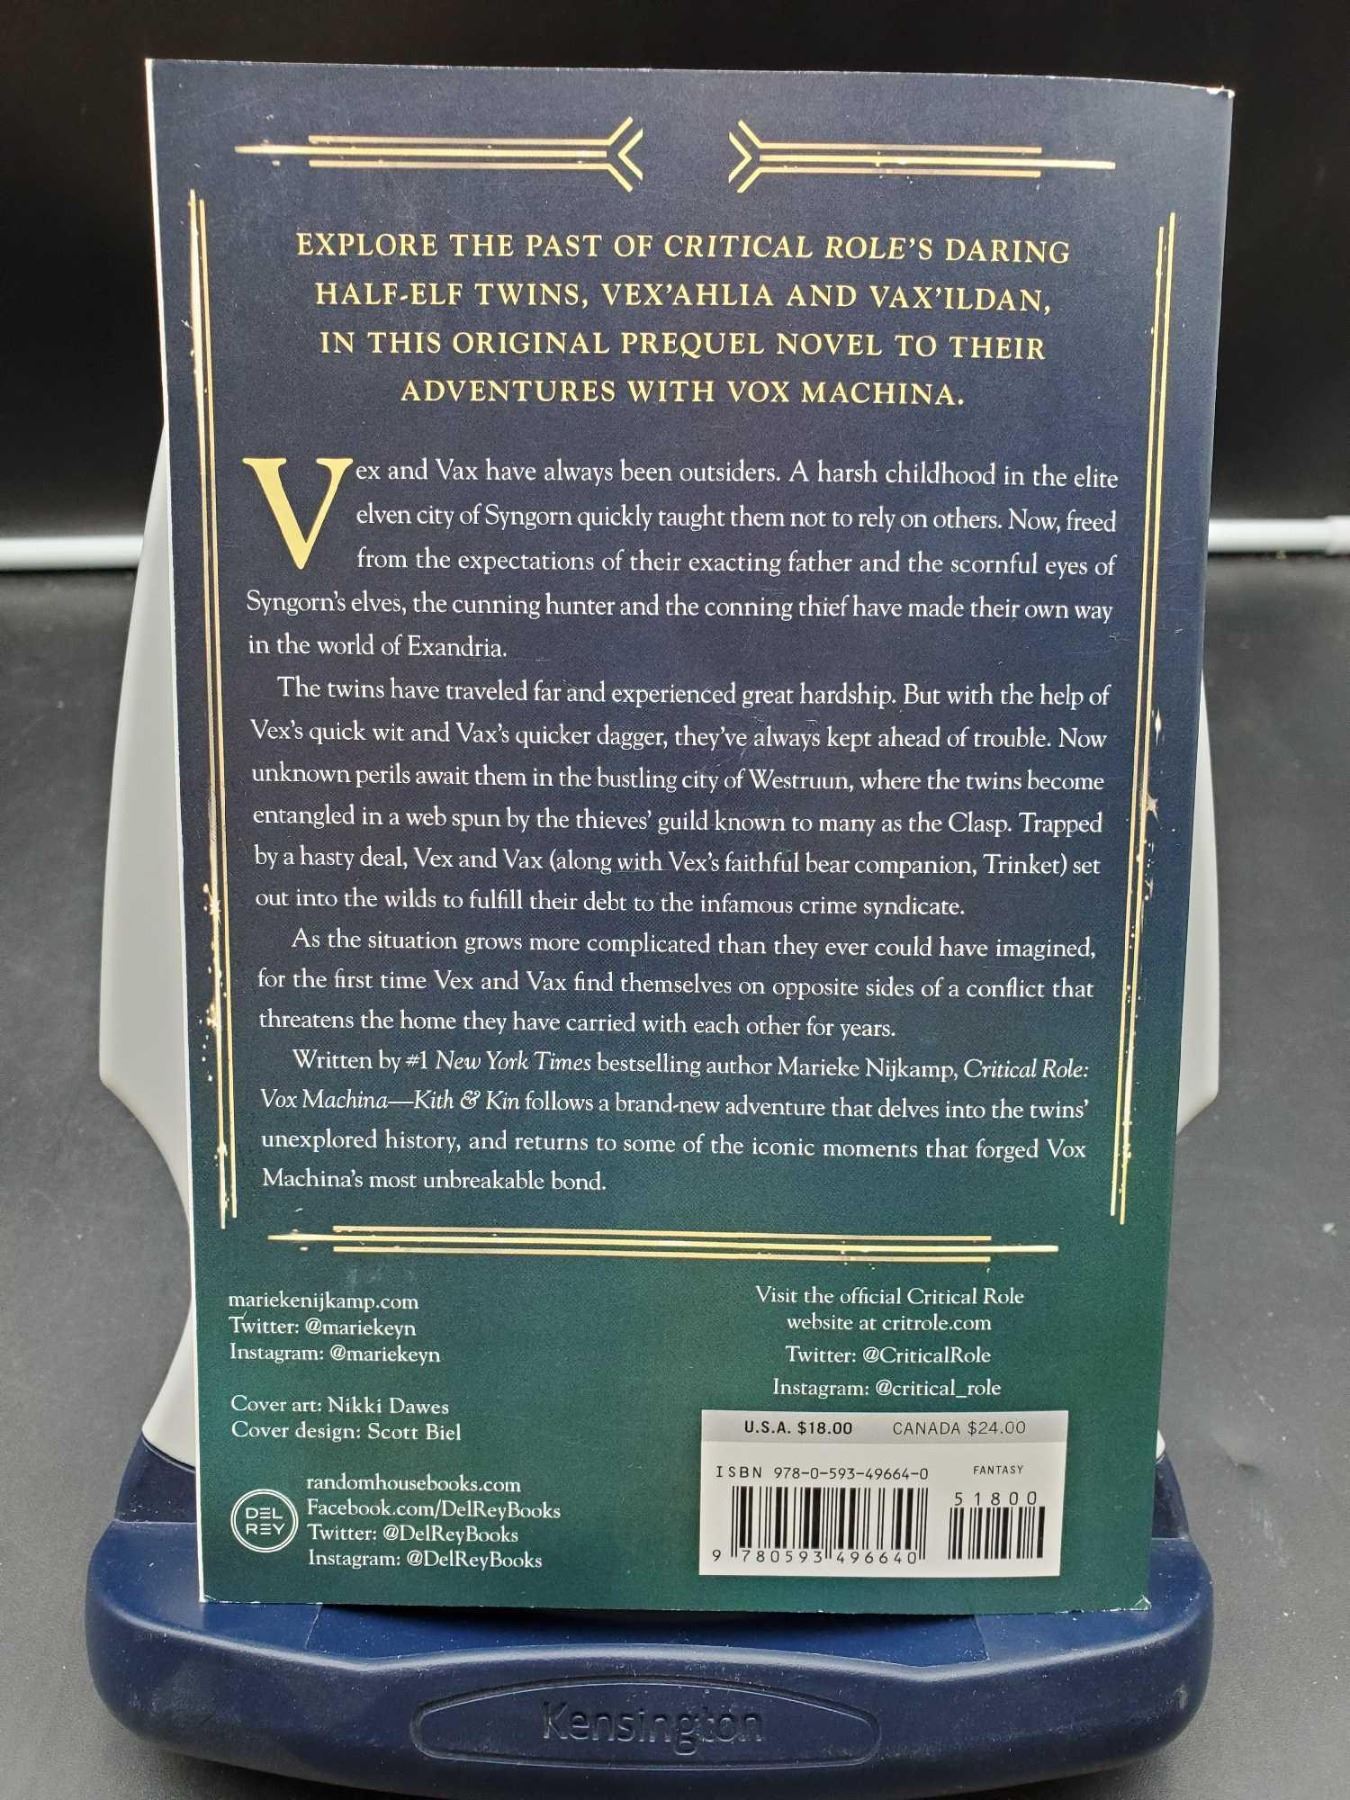 EXPLORE THE PAST OF CRITICAL ROLE'S DARING
HALF-ELF TWINS, VEX'AHLIA AND VAX'ILDAN,
IN THIS ORIGINAL PREQUEL NOVEL TO THEIR
ADVENTURES WITH VOX MACHINA.
Vex and Vax have always been outsiders. A harsh childhood in the elite
elven city of Syngorn quickly taught them not to rely on others. Now, freed
from the expectations of their exacting father and the scornful eyes of
Syngorn's elves, the cunning hunter and the conning thief have made their own way
in the world of Exandria.
The twins have traveled far and experienced great hardship. But with the help of
Vex's quick wit and Vax's quicker dagger, they've always kept ahead of trouble. Now
unknown perils await them in the bustling city of Westruun, where the twins become
entangled in a web spun by the thieves' guild known to many as the Clasp. Trapped
by a hasty deal, Vex and Vax (along with Vex's faithful bear companion, Trinket) set
out into the wilds to fulfill their debt to the infamous crime syndicate.
As the situation grows more complicated than they ever could have imagined,
for the first time Vex and Vax find themselves on opposite sides of a conflict that
threatens the home they have carried with each other for years.
Written by #1 New York Times bestselling author Marieke Nijkamp, Critical Role:
Vox Machina—Kith & Kin follows a brand-new adventure that delves into the twins'
unexplored history, and returns to some of the iconic moments that forged Vox
Machina's most unbreakable bond.
mariekenijkamp.com
Twitter: @mariekeyn
Instagram: @mariekeyn
Cover art: Nikki Dawes
Cover design: Scott Biel
DEL
REY
randomhousebooks.com
Facebook.com/DelReyBooks
Twitter: @DelReyBooks
Instagram: @DelReyBooks
Visit the official Critical Role
website at critrole.com
Twitter: @CriticalRole
Instagram: @critical_role
U.S.A. $18.00 CANADA $24.00
ISBN 978-0-593-49664-0 FANTASY
51800
9 780593 496640
Kensington